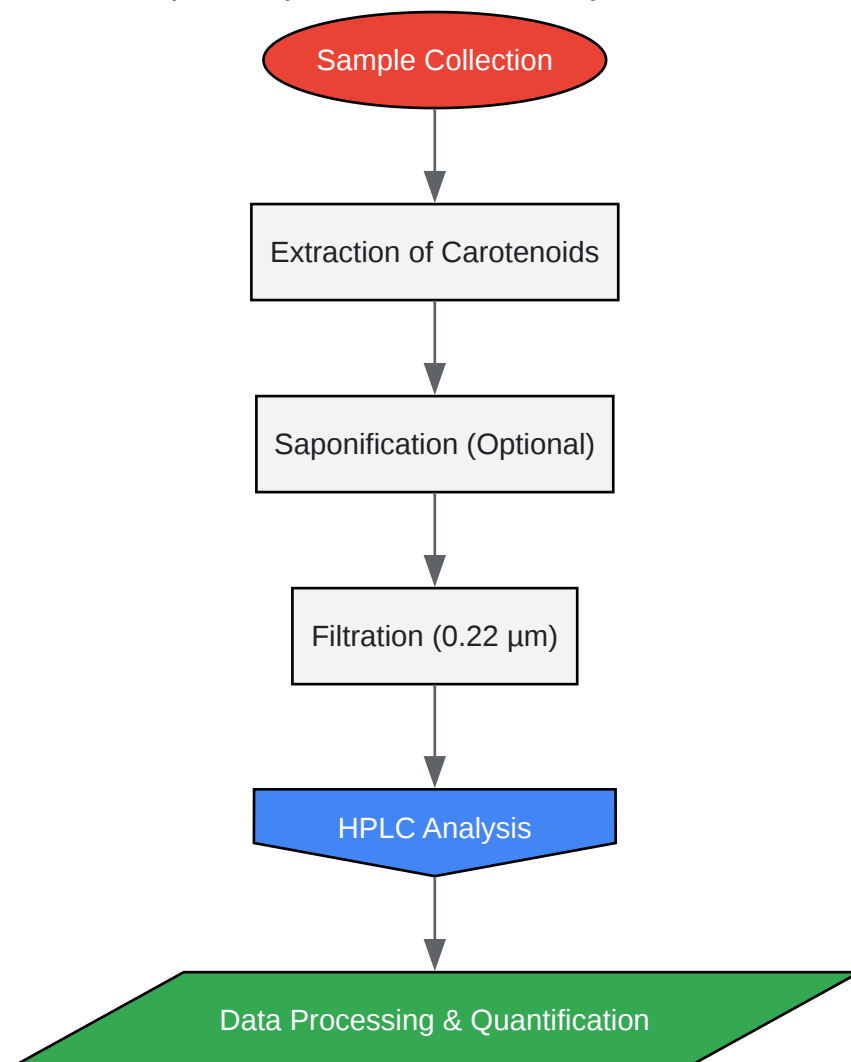 Sample Collection
Extraction of Carotenoids
Saponification (Optional)
Filtration (0.22 µm)
HPLC Analysis
Data Processing & Quantification